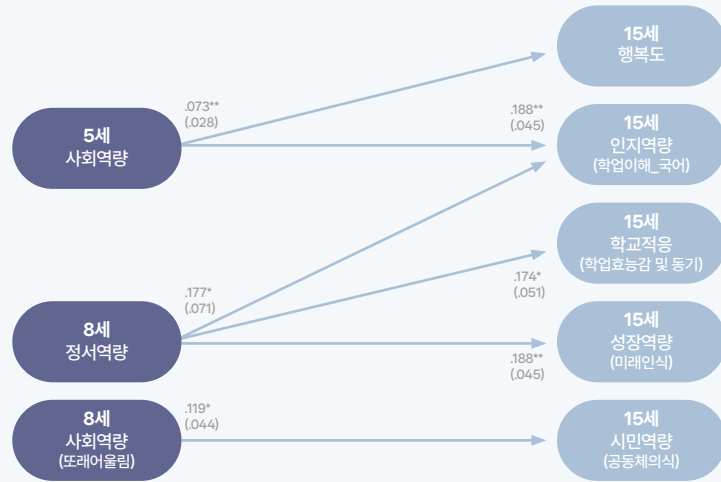 15세
행복도
.073**
(.028)
.188**
(.045)
5세
사회역량
15세
인지역량
(학업이해_국어)
15세
학교적응
(학업효능감 및 동기)
.177*
(.071)
.174*
(.051)
8세
정서역량
15세
성장역량
(미래인식)
.188**
(.045)
.119*
(.044)
8세
사회역량
(또래어울림)
15세
시민역량
(공동체의식)